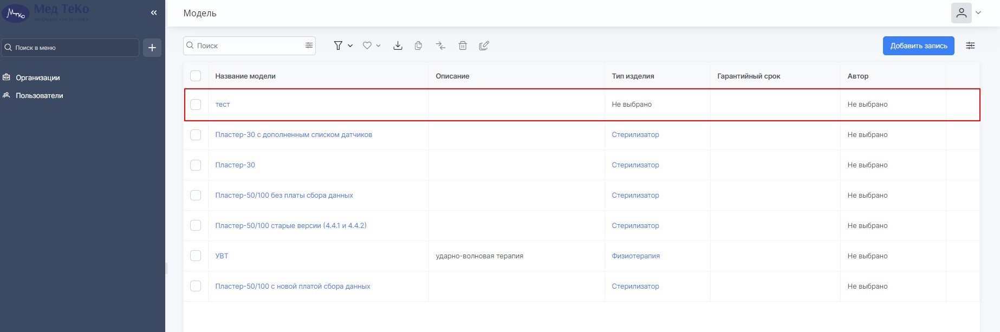 Мед ТеКо
медицинская техника
Модель
Поиск в меню
Организации
Пользователи
Поиск
Добавить запись
Название модели Описание Тип изделия Гарантийный срок Автор
тест Не выбрано Не выбрано
Пластер-30 с дополненным списком датчиков Стерилизатор Не выбрано
Пластер-30 Стерилизатор Не выбрано
Пластер-50/100 без платы сбора данных Стерилизатор Не выбрано
Пластер-50/100 старые версии (4.4.1 и 4.4.2) Стерилизатор Не выбрано
УВТ ударно-волновая терапия Физиотерапия Не выбрано
Пластер-50/100 с новой платой сбора данных Стерилизатор Не выбрано